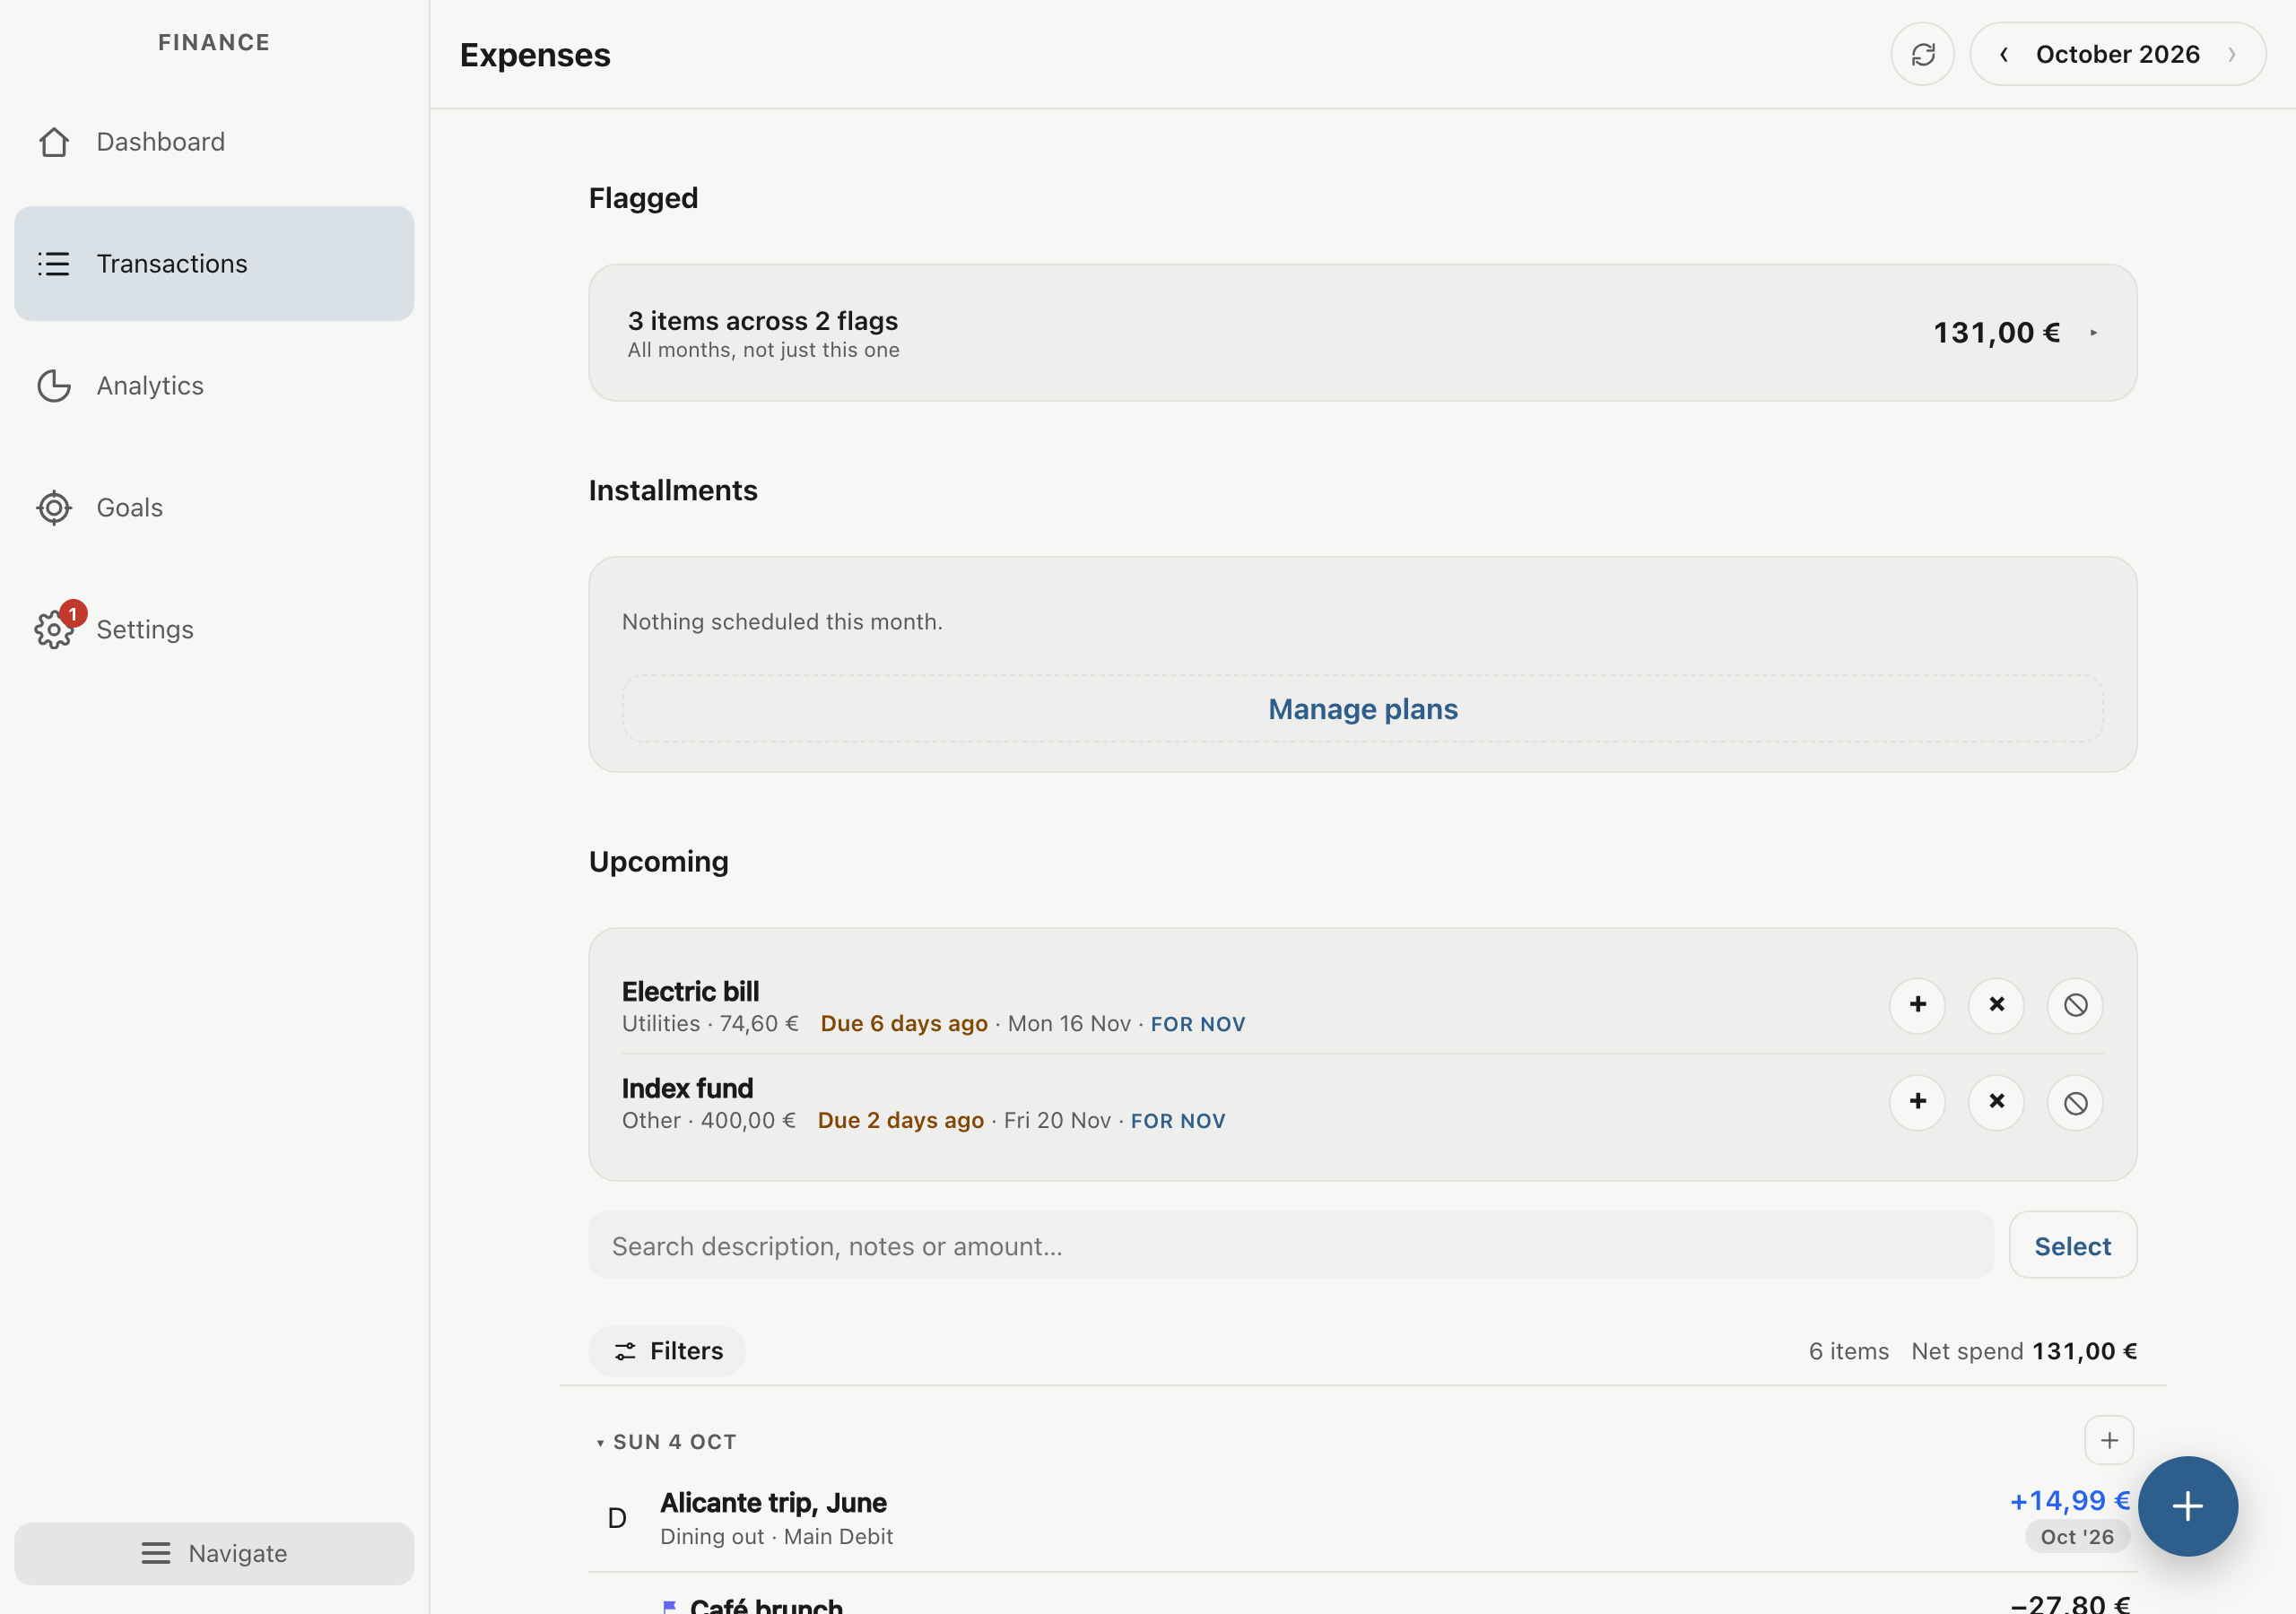 FINANCE
Dashboard
Transactions
Analytics
Goals
1
Settings
Navigate
Expenses
October 2026
Flagged
3 items across 2 flags
All months, not just this one
131,00 €
Installments
Nothing scheduled this month.
Manage plans
Upcoming
Electric bill
Utilities · 74,60 € Due 6 days ago · Mon 16 Nov · FOR NOV
Index fund
Other · 400,00 € Due 2 days ago · Fri 20 Nov · FOR NOV
Search description, notes or amount...
Select
Filters
6 items Net spend 131,00 €
SUN 4 OCT
D
Alicante trip, June
Dining out · Main Debit
+14,99 €
Oct '26
Café brunch
−27,80 €